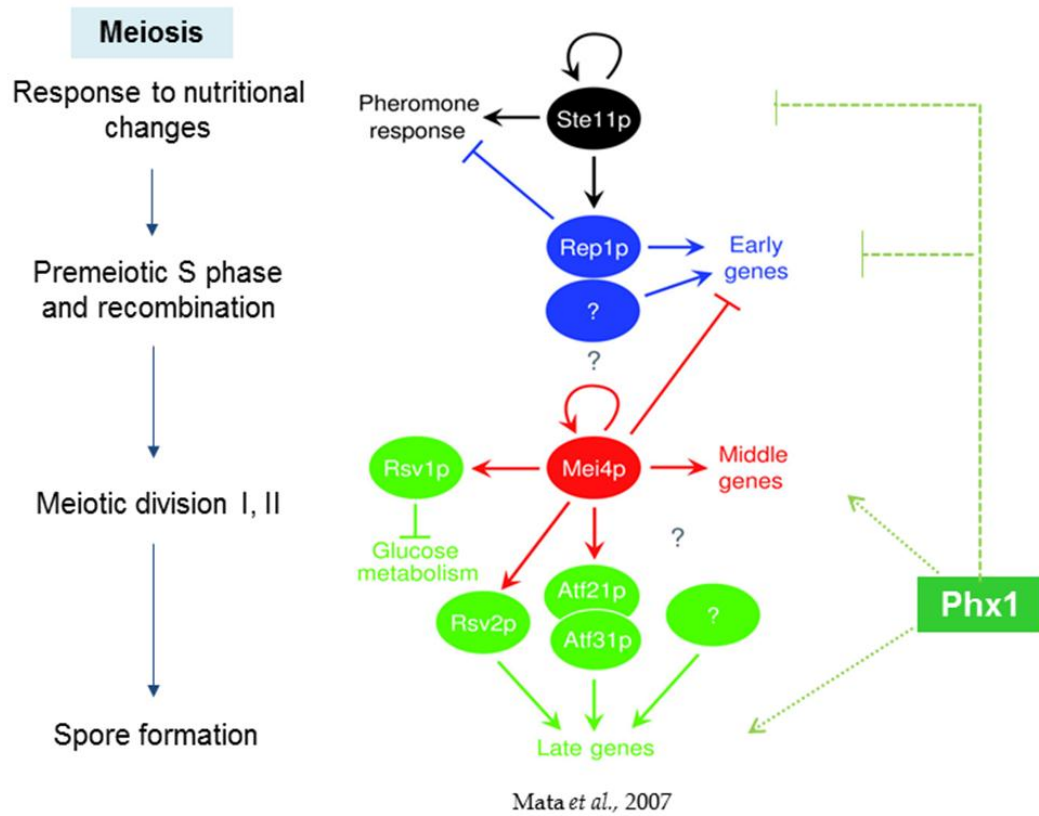 Meiosis
Response to nutritional
changes
Premeiotic S phase
and recombination
Meiotic division I, II
Spore formation
Pheromone
response
Ste11p
Rep1p
Early
genes
?
?
Rsv1p
Mei4p
Middle
genes
Glucose
metabolism
?
Rsv2p
Atf21p
Atf31p
?
Late genes
Phx1
Mata et al., 2007